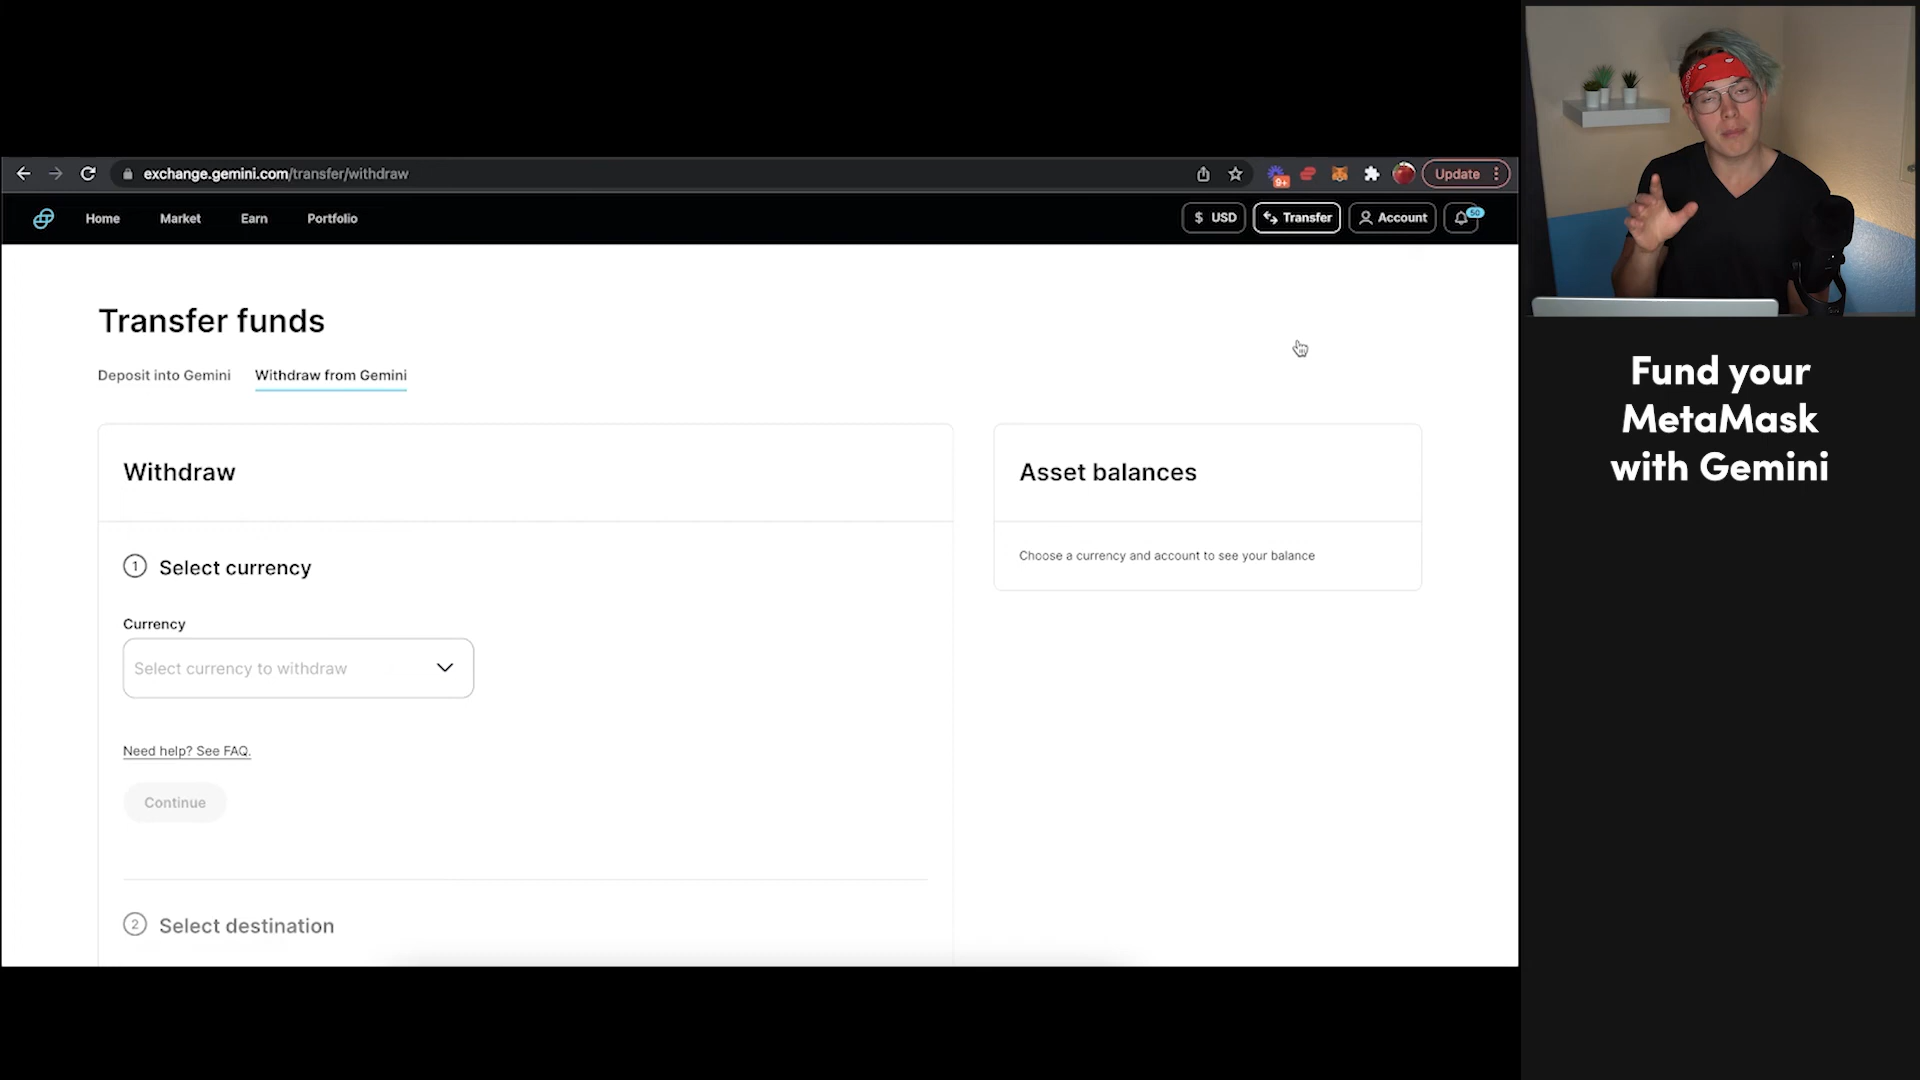 exchange.gemini.com/transfer/withdraw
9+
Update
Home
Market
Earn
Portfolio
$ USD
Transfer
Account
50
Transfer funds
Deposit into Gemini
Withdraw from Gemini
Withdraw
1 Select currency
Currency
Select currency to withdraw
Need help? See FAQ.
Continue
2 Select destination
Asset balances
Choose a currency and account to see your balance
Fund your
MetaMask
with Gemini